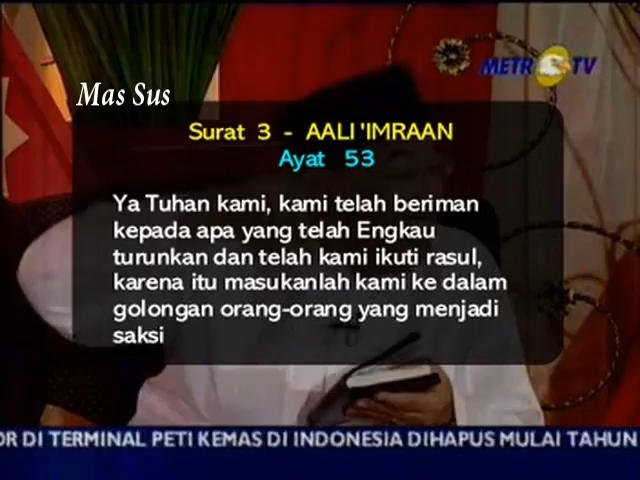 METR TV
Mas Sus
Surat 3 - AALI 'IMRAAN
Ayat 53
Ya Tuhan kami, kami telah beriman
kepada apa yang telah Engkau
turunkan dan telah kami ikuti rasul,
karena itu masukanlah kami ke dalam
golongan orang-orang yang menjadi
saksi
OR DI TERMINAL PETI KEMAS DI INDONESIA DIHAPUS MULAI TAHUN